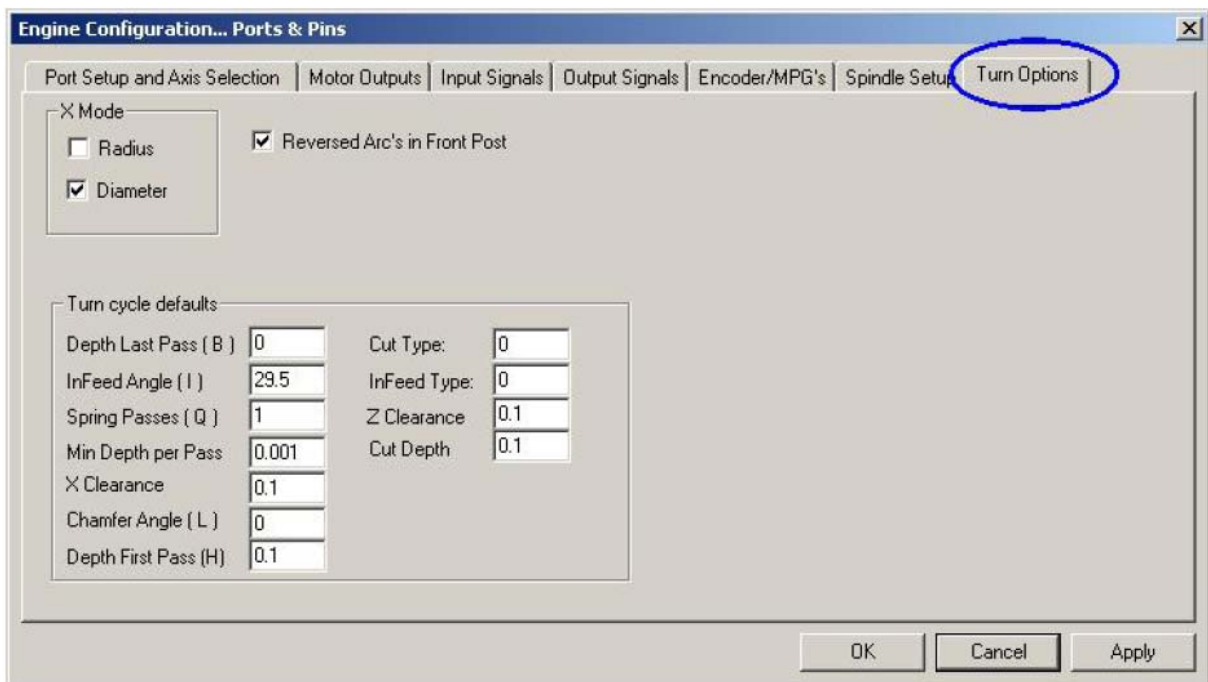 Engine Configuration... Ports & Pins
Port Setup and Axis Selection Motor Outputs Input Signals Output Signals Encoder/MPG's Spindle Setup Turn Options
X Mode
Radius
Diameter
Reversed Arc's in Front Post
Turn cycle defaults
Depth Last Pass ( B ) 0 Cut Type: 0
InFeed Angle ( I ) 29.5 InFeed Type: 0
Spring Passes ( Q ) 1 Z Clearance 0.1
Min Depth per Pass 0.001 Cut Depth 0.1
X Clearance 0.1
Chamfer Angle ( L ) 0
Depth First Pass (H) 0.1
OK Cancel Apply